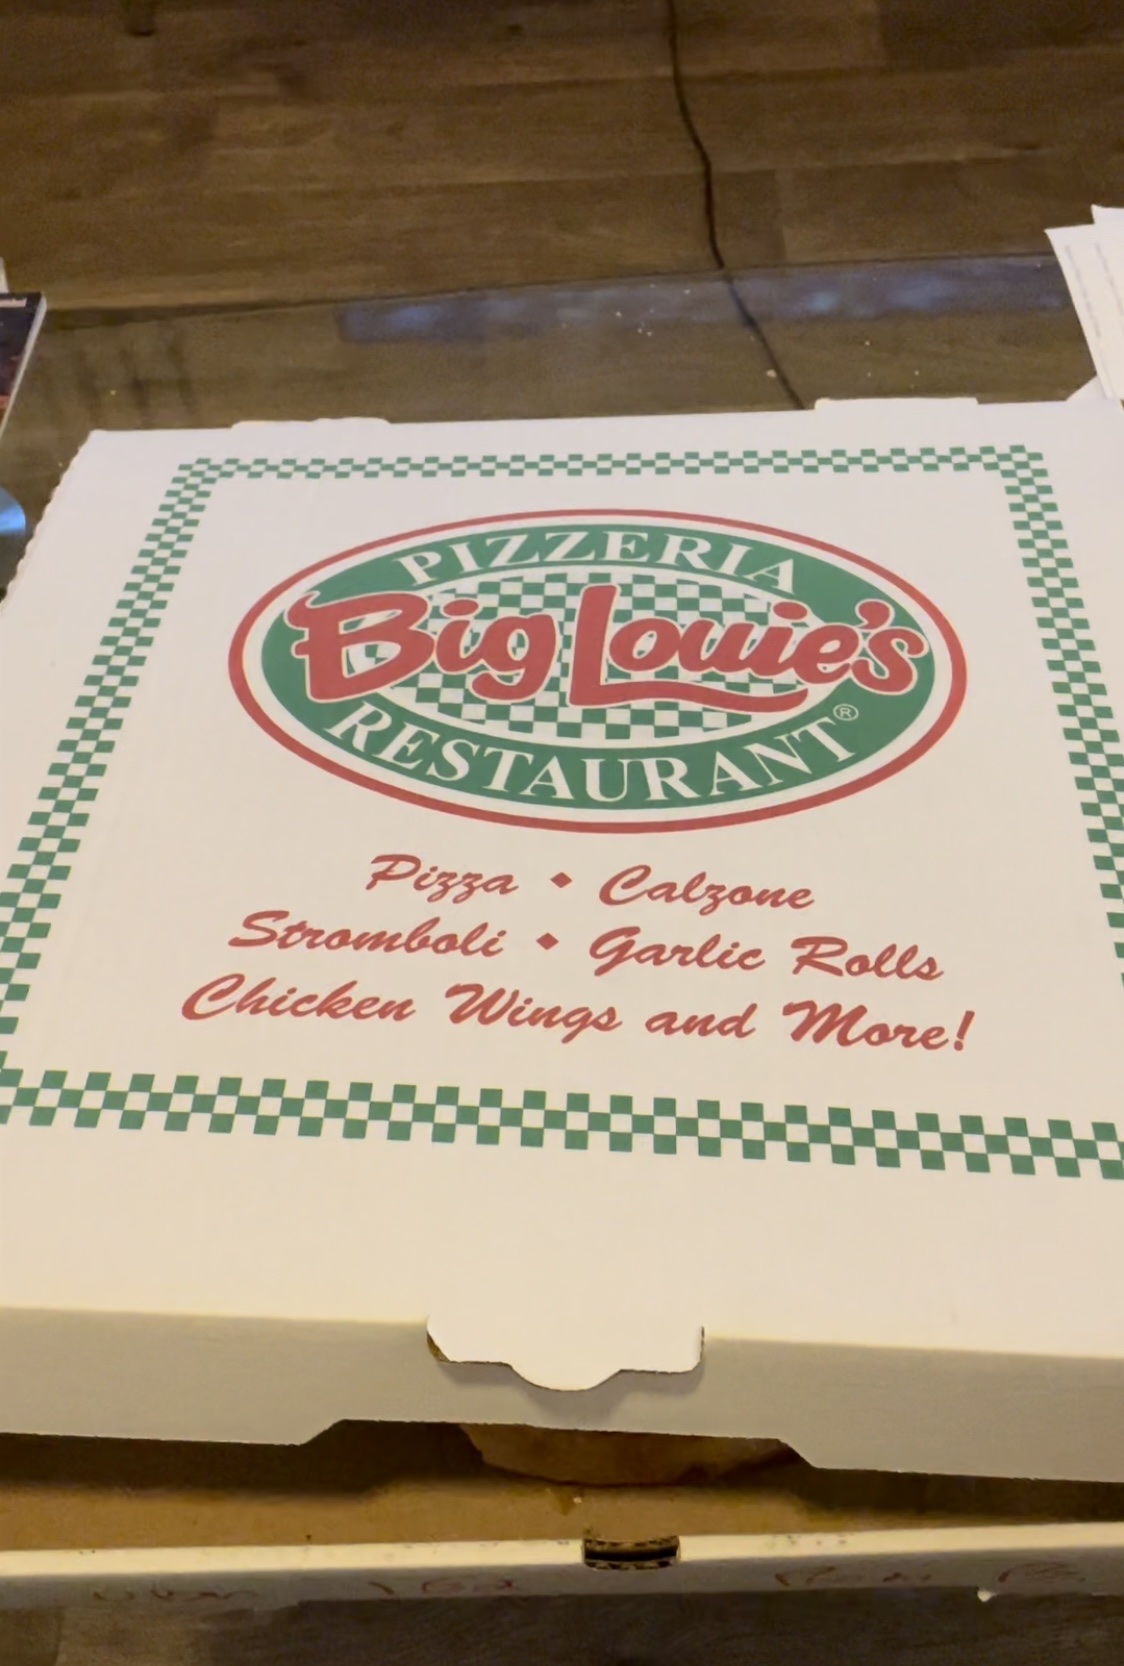 PIZZERIA
Big Louie's
RESTAURANT®
Pizza • Calzone
Stromboli • Garlic Rolls
Chicken Wings and More!